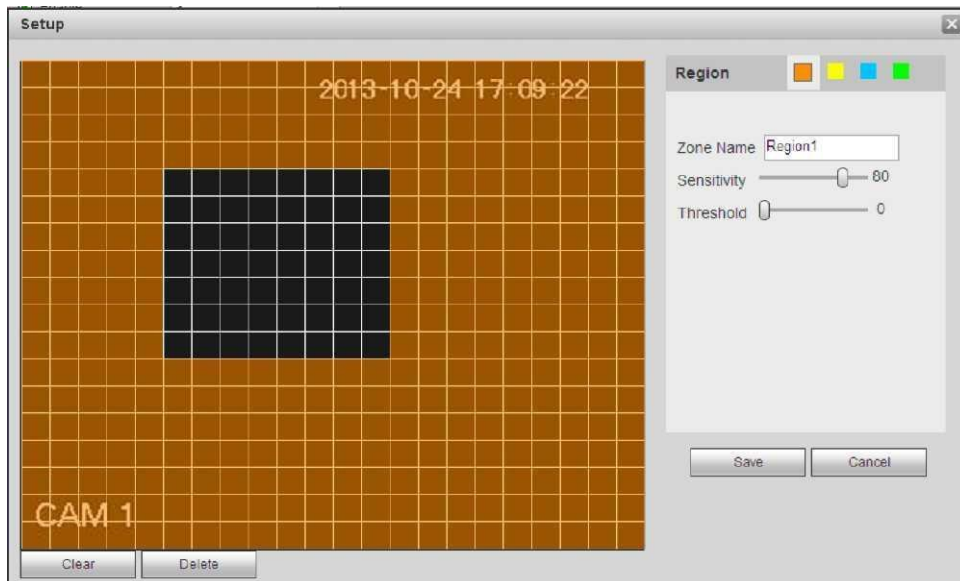 Setup
2013-10-24 17:09:22
CAM 1
Clear Delete
Region
Zone Name Region1
Sensitivity 80
Threshold 0
Save Cancel